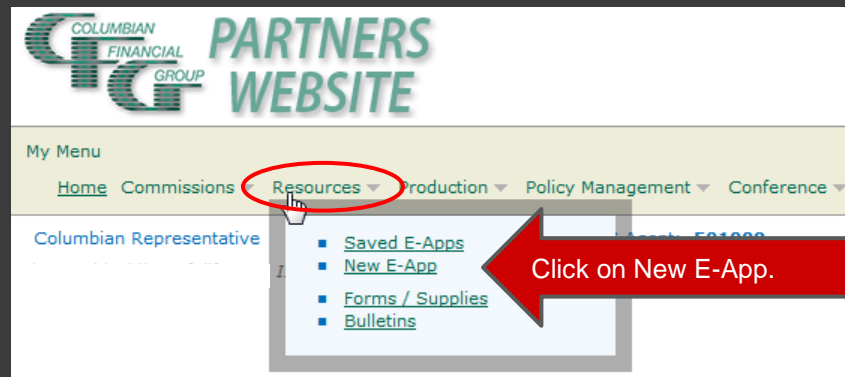 COLUMBIAN
FINANCIAL
GROUP
PARTNERS
WEBSITE
My Menu
Home Commissions Resources Production Policy Management Conference
Columbian Representative
Saved E-Apps
New E-App
Forms / Supplies
Bulletins
Click on New E-App.